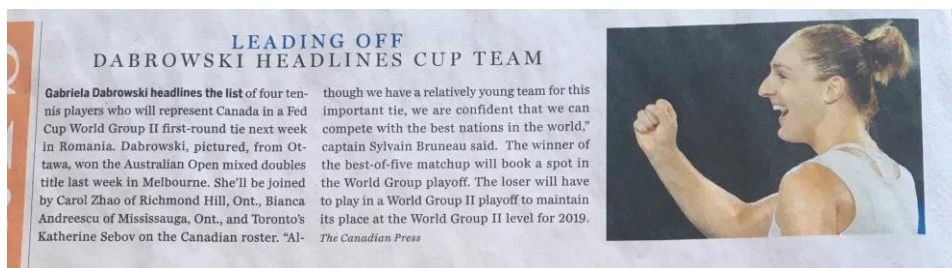 LEADING OFF
DABROWSKI HEADLINES CUP TEAM
Gabriela Dabrowski headlines the list of four ten-
nis players who will represent Canada in a Fed
Cup World Group II first-round tie next week
in Romania. Dabrowski, pictured, from Ot-
tawa, won the Australian Open mixed doubles
title last week in Melbourne. She'll be joined
by Carol Zhao of Richmond Hill, Ont., Bianca
Andreescu of Mississauga, Ont., and Toronto's
Katherine Sebov on the Canadian roster. “Al-
though we have a relatively young team for this
important tie, we are confident that we can
compete with the best nations in the world,”
captain Sylvain Bruneau said. The winner of
the best-of-five matchup will book a spot in
the World Group playoff. The loser will have
to play in a World Group II playoff to maintain
its place at the World Group II level for 2019.
The Canadian Press